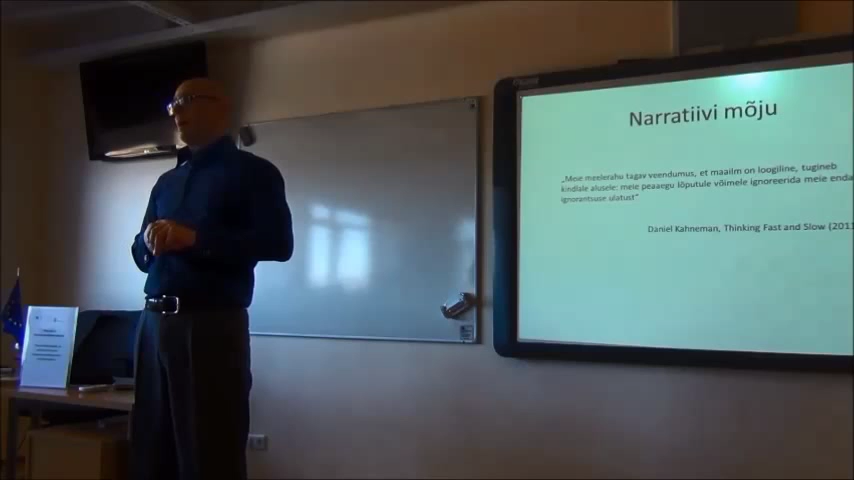 Narratiivi mõju
„Meie meelerahu tagav veendumus, et maailm on loogiline, tugineb
kindlale alusele: meie peaaegu lõputule võimele ignoreerida meie enda
ignorantsuse ulatust“
Daniel Kahneman, Thinking Fast and Slow (2011